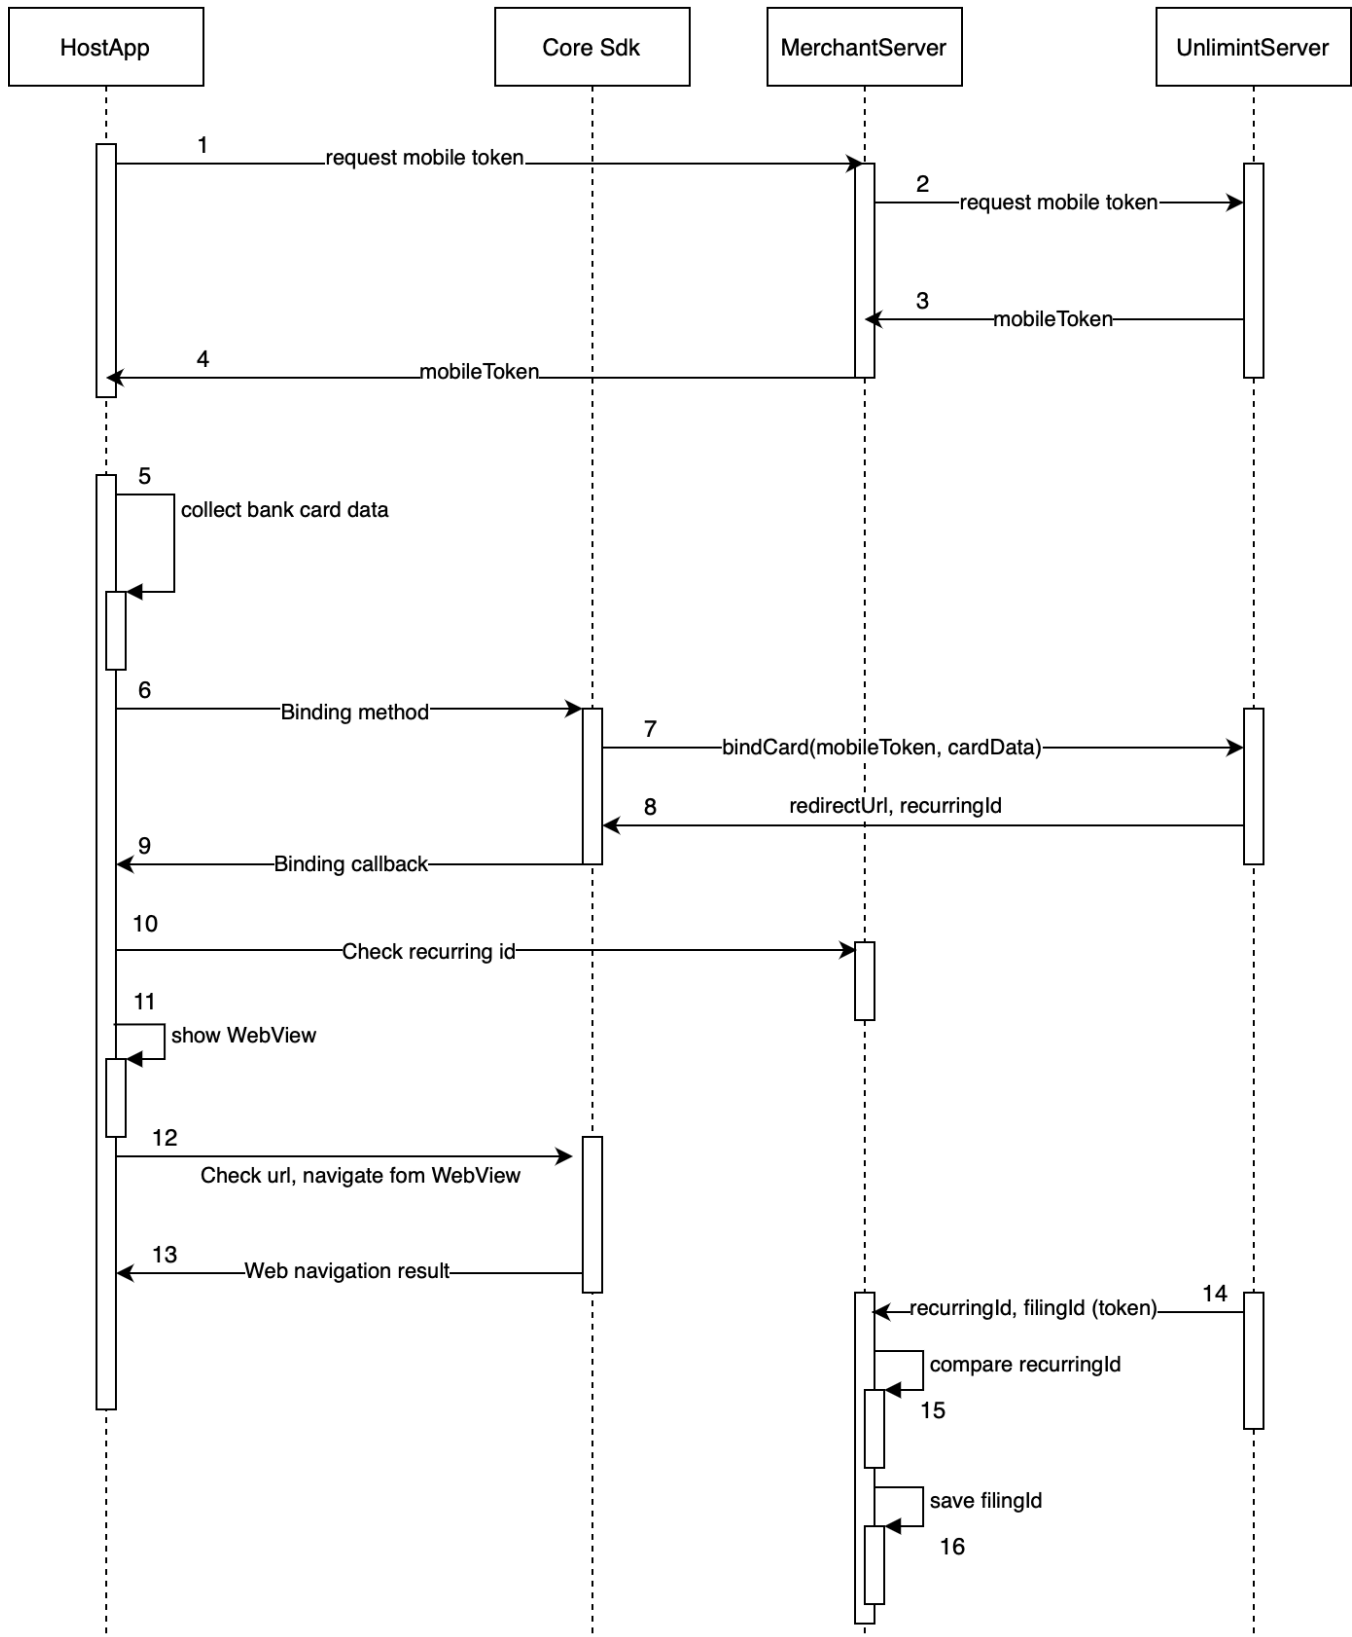 HostApp
Core Sdk
MerchantServer
UnlimintServer
1
request mobile token
2
request mobile token
3
mobileToken
4
mobileToken
5
collect bank card data
6
Binding method
7
bindCard(mobileToken, cardData)
8
redirectUrl, recurringId
9
Binding callback
10
Check recurring id
11
show WebView
12
Check url, navigate fom WebView
13
Web navigation result
14
recurringId, filingId (token)
compare recurringId
15
save filingId
16